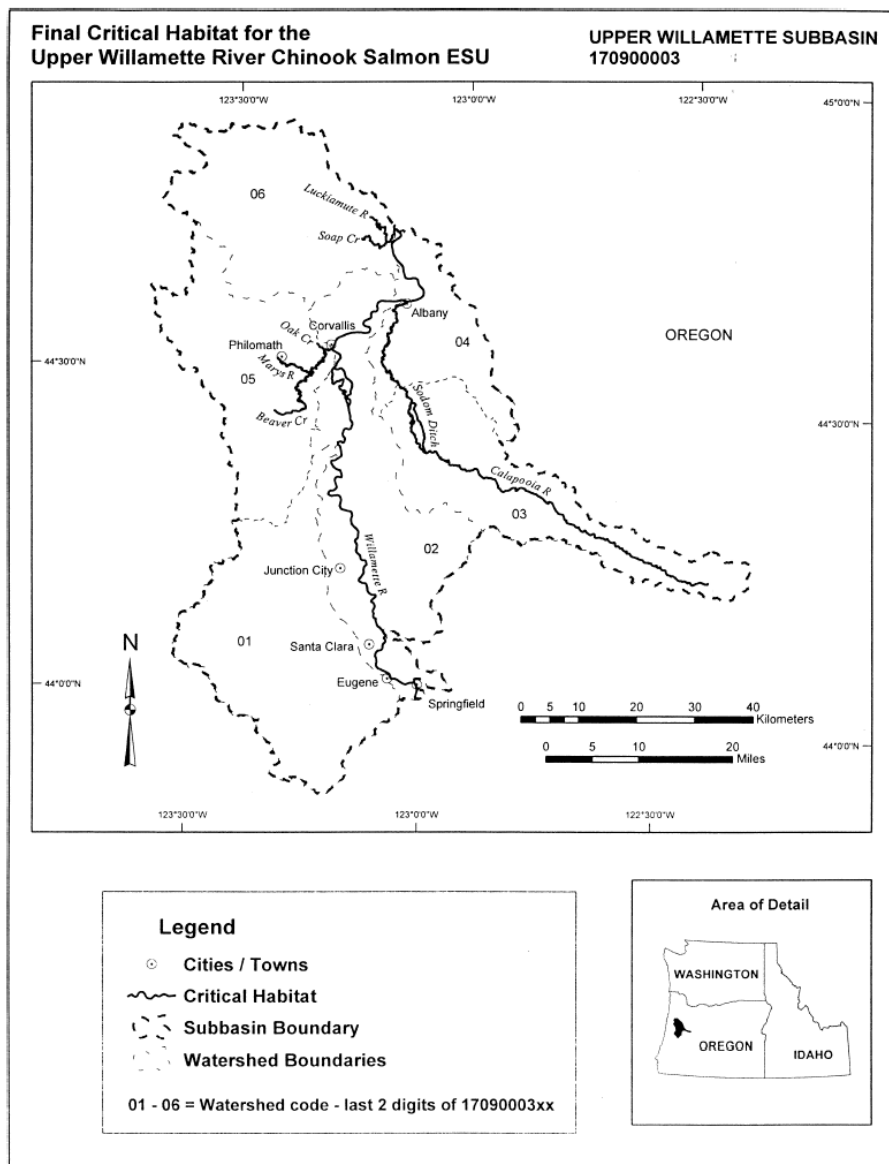 Final Critical Habitat for the
Upper Willamette River Chinook Salmon ESU
UPPER WILLAMETTE SUBBASIN
170900003
123°30'0"W
123°0'0"W
122°30'0"W
45°0'0"N
06
Luckiamute R
Soap Cr
Albany
OREGON
Corvallis
Oak Cr
Philomath
04
44°30'0"N
Marys R
05
Beaver Cr
Sodom Ditch
44°30'0"N
Calapooia R
03
02
Willamette R
Junction City
01
Santa Clara
N
Eugene
44°0'0"N
Springfield
0 5 10 20 30 40
Kilometers
0 5 10 20
Miles
44°0'0"N
123°30'0"W
123°0'0"W
122°30'0"W
Legend
Cities / Towns
Critical Habitat
Subbasin Boundary
Watershed Boundaries
01 - 06 = Watershed code - last 2 digits of 17090003xx
Area of Detail
WASHINGTON
OREGON
IDAHO